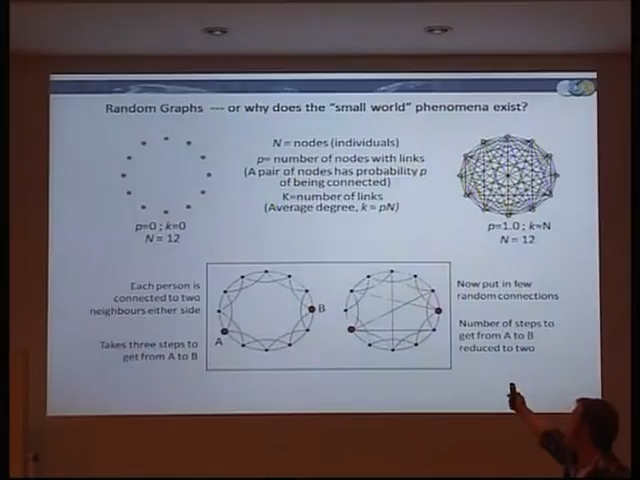 Random Graphs --- or why does the “small world” phenomena exist?
N = nodes (individuals)
p= number of nodes with links
(A pair of nodes has probability p
of being connected)
K=number of links
(Average degree, k = pN)
p=0 ; k=0
N = 12
p=1.0 ; k=N
N = 12
Each person is
connected to two
neighbours either side
Takes three steps to
get from A to B
A
B
Now put in few
random connections
Number of steps to
get from A to B
reduced to two